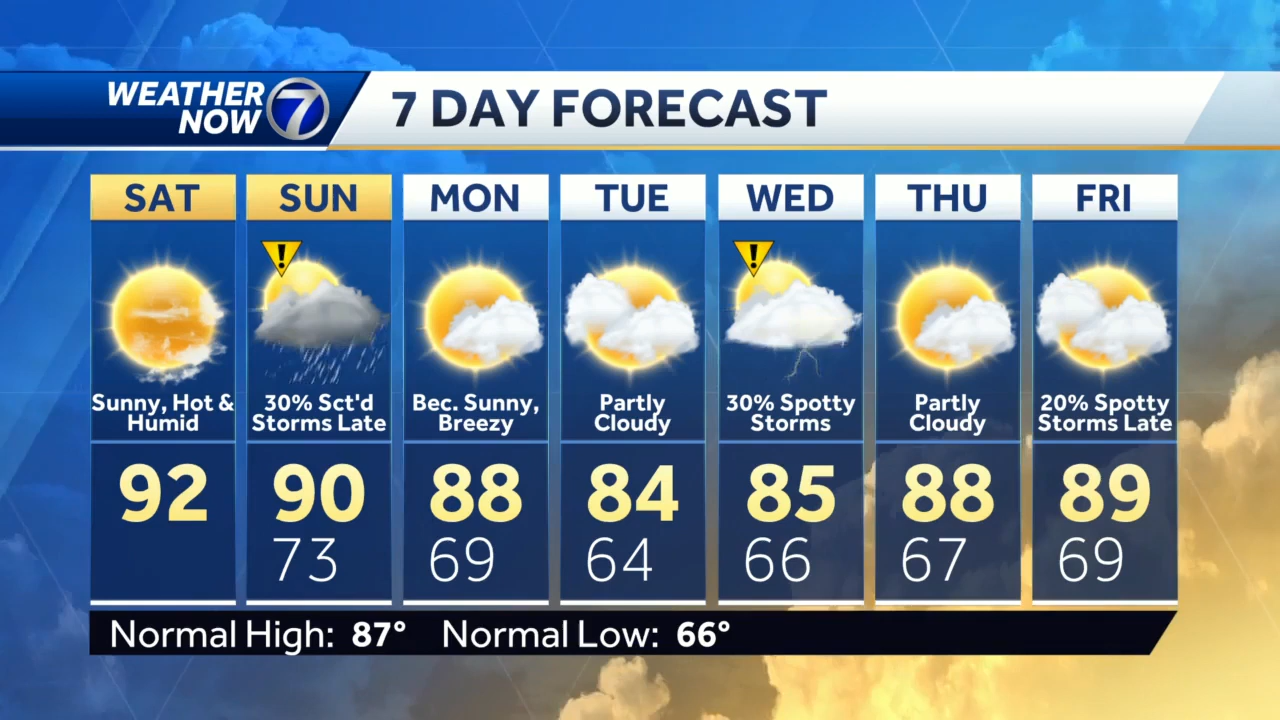 WEATHER
NOW 7
7 DAY FORECAST
SAT
SUN
MON
TUE
WED
THU
FRI
!
!
Sunny, Hot &
Humid
30% Sct'd
Storms Late
Bec. Sunny,
Breezy
Partly
Cloudy
30% Spotty
Storms
Partly
Cloudy
20% Spotty
Storms Late
92
90
88
84
85
88
89
73
69
64
66
67
69
Normal High: 87° Normal Low: 66°